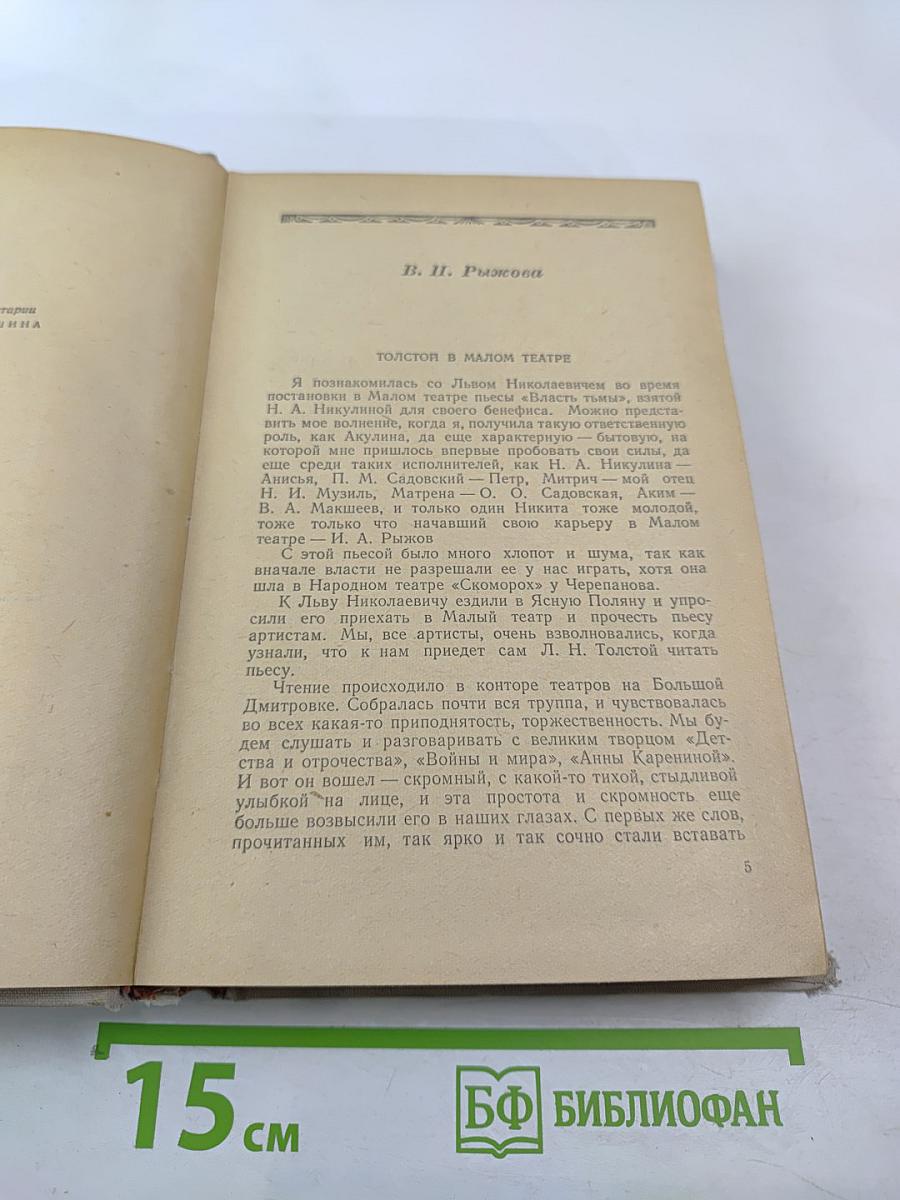 тарии
ШИНА
В. Н. Рыжова
ТОЛСТОЙ В МАЛОМ ТЕАТРЕ
Я познакомилась со Львом Николаевичем во время
постановки в Малом театре пьесы «Власть тьмы», взятой
Н. А. Никулиной для своего бенефиса. Можно предста-
вить мое волнение, когда я, получила такую ответственную
роль, как Акулина, да еще характерную — бытовую, на
которой мне пришлось впервые пробовать свои силы, да
еще среди таких исполнителей, как Н. А. Никулина —
Анисья, П. М. Садовский — Петр, Митрич — мой отец
Н. И. Музиль, Матрена — О. О. Садовская, Аким —
В. А. Макшеев, и только один Никита тоже молодой,
тоже только что начавший свою карьеру в Малом
театре — И. А. Рыжов
С этой пьесой было много хлопот и шума, так как
вначале власти не разрешали ее у нас играть, хотя она
шла в Народном театре «Скоморох» у Черепанова.
К Льву Николаевичу ездили в Ясную Поляну и упро-
сили его приехать в Малый театр и прочесть пьесу
артистам. Мы, все артисты, очень взволновались, когда
узнали, что к нам приедет сам Л. Н. Толстой читать
пьесу.
Чтение происходило в конторе театров на Большой
Дмитровке. Собралась почти вся труппа, и чувствовалась
во всех какая-то приподнятость, торжественность. Мы бу-
дем слушать и разговаривать с великим творцом «Дет-
ства и отрочества», «Войны и мира», «Анны Карениной».
И вот он вошел — скромный, с какой-то тихой, стыдливой
улыбкой на лице, и эта простота и скромность еще
больше возвысили его в наших глазах. С первых же слов,
прочитанных им, так ярко и так сочно стали вставать
5
15 см
БФ БИБЛИОФАН